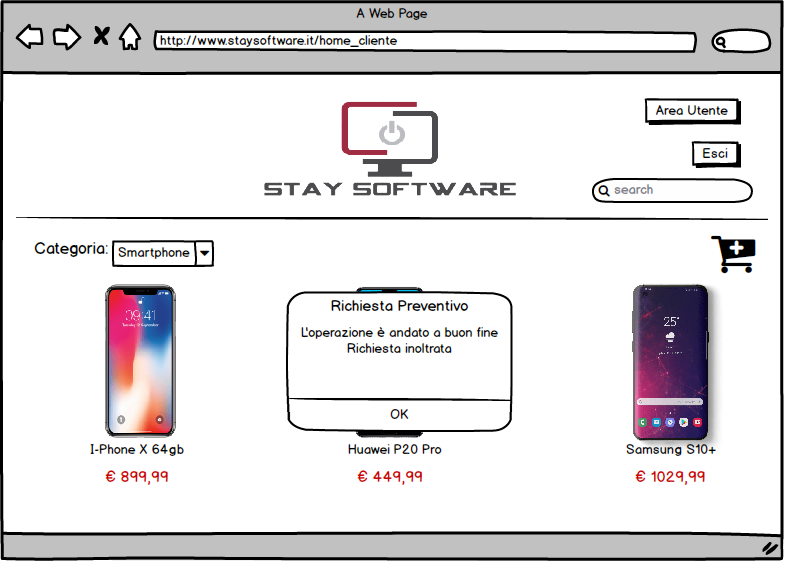 A Web Page
http://www.staysoftware.it/home_cliente
Area Utente
STAY SOFTWARE
Esci
search
Categoria: Smartphone
09:41
25°
Richiesta Preventivo
L'operazione è andato a buon fine
Richiesta inoltrata
OK
I-Phone X 64gb
Huawei P20 Pro
Samsung S10+
€ 899,99
€ 449,99
€ 1029,99